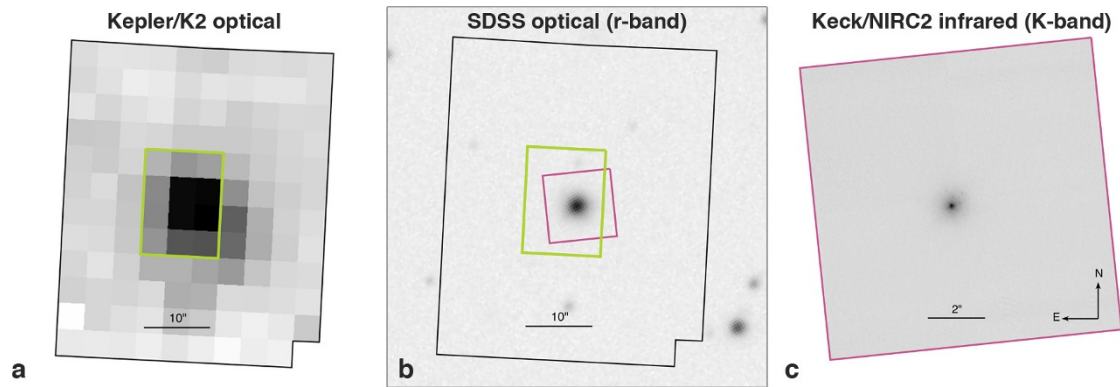 Kepler/K2 optical
SDSS optical (r-band)
Keck/NIRC2 infrared (K-band)
10"
10"
2"
N
E
a
b
c